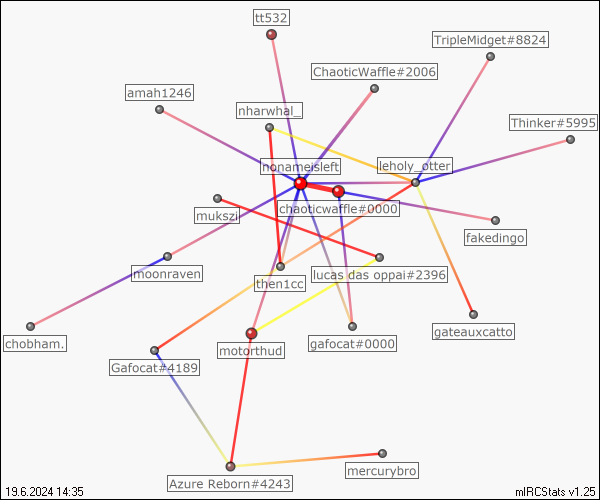 tt532
TripleMidget#8824
ChaoticWaffle#2006
amah1246
nharwhal_
Thinker#5995
nonameisleft
leholy_otter
chaoticwaffle#0000
mukszi
fakedingo
moonraven
then1cc
lucas das oppai#2396
gateauxcatto
chobham.
motorthud
gafocat#0000
Gafocat#4189
mercurybro
Azure Reborn#4243
19.6.2024 14:35
mIRCStats v1.25